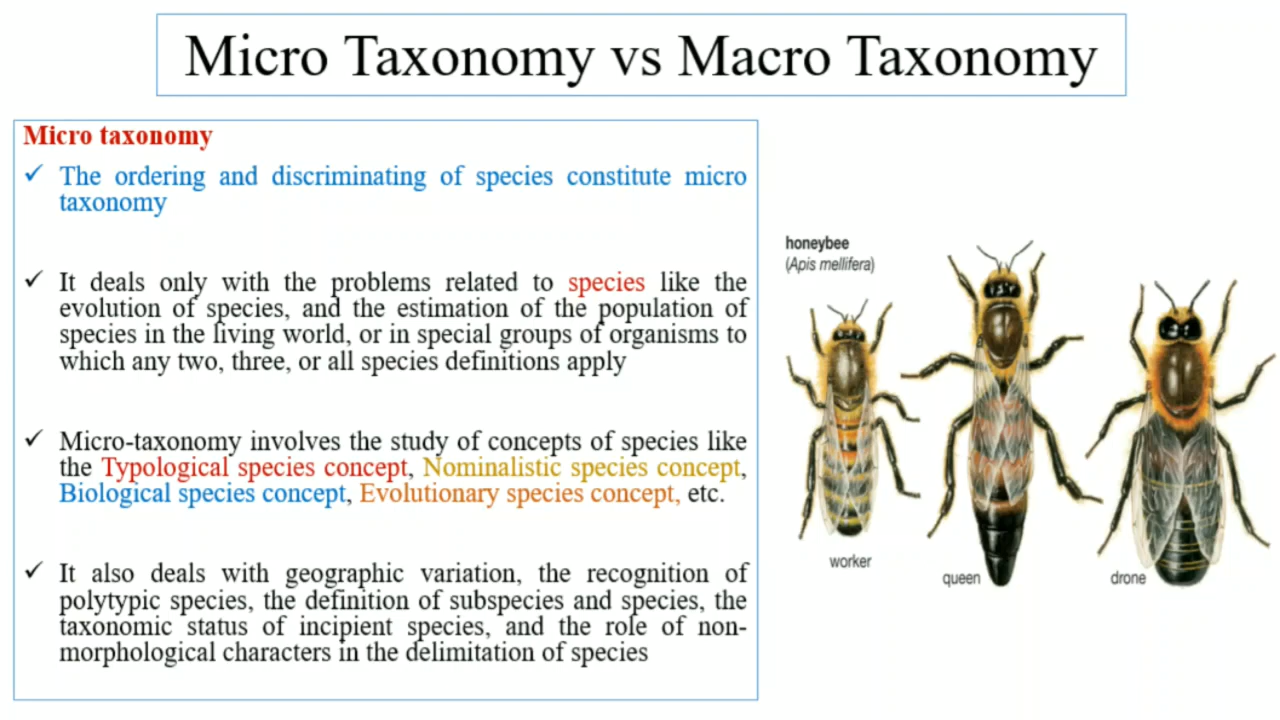 Micro Taxonomy vs Macro Taxonomy
Micro taxonomy
✓ The ordering and discriminating of species constitute micro
taxonomy
✓ It deals only with the problems related to species like the
evolution of species, and the estimation of the population of
species in the living world, or in special groups of organisms to
which any two, three, or all species definitions apply
✓ Micro-taxonomy involves the study of concepts of species like
the Typological species concept, Nominalistic species concept,
Biological species concept, Evolutionary species concept, etc.
✓ It also deals with geographic variation, the recognition of
polytypic species, the definition of subspecies and species, the
taxonomic status of incipient species, and the role of non-
morphological characters in the delimitation of species
honeybee
(Apis mellifera)
worker
queen
drone